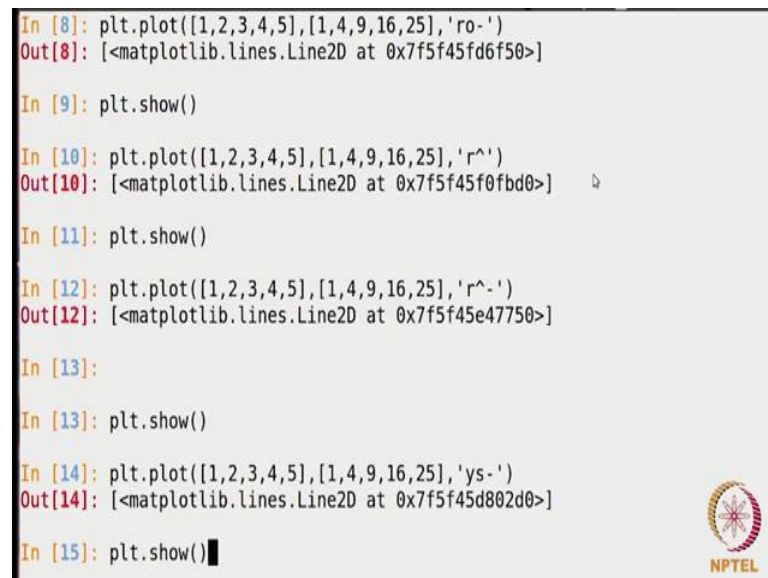 In [8]: plt.plot([1,2,3,4,5],[1,4,9,16,25],'ro-')
Out[8]: [<matplotlib.lines.Line2D at 0x7f5f45fd6f50>]
In [9]: plt.show()
In [10]: plt.plot([1,2,3,4,5],[1,4,9,16,25],'r^')
Out[10]: [<matplotlib.lines.Line2D at 0x7f5f45f0fbd0>]
In [11]: plt.show()
In [12]: plt.plot([1,2,3,4,5],[1,4,9,16,25],'r^-')
Out[12]: [<matplotlib.lines.Line2D at 0x7f5f45e47750>]
In [13]:
In [13]: plt.show()
In [14]: plt.plot([1,2,3,4,5],[1,4,9,16,25],'ys-')
Out[14]: [<matplotlib.lines.Line2D at 0x7f5f45d802d0>]
In [15]: plt.show()
NPTEL